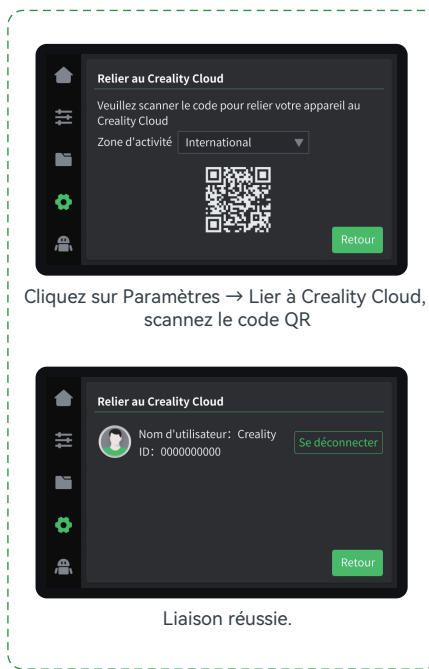 Relier au Creality Cloud
Veuillez scanner le code pour relier votre appareil au
Creality Cloud
Zone d'activité International
Retour
Cliquez sur Paramètres → Lier à Creality Cloud,
scannez le code QR
Relier au Creality Cloud
Nom d'utilisateur: Creality
ID: 0000000000
Se déconnecter
Retour
Liaison réussie.